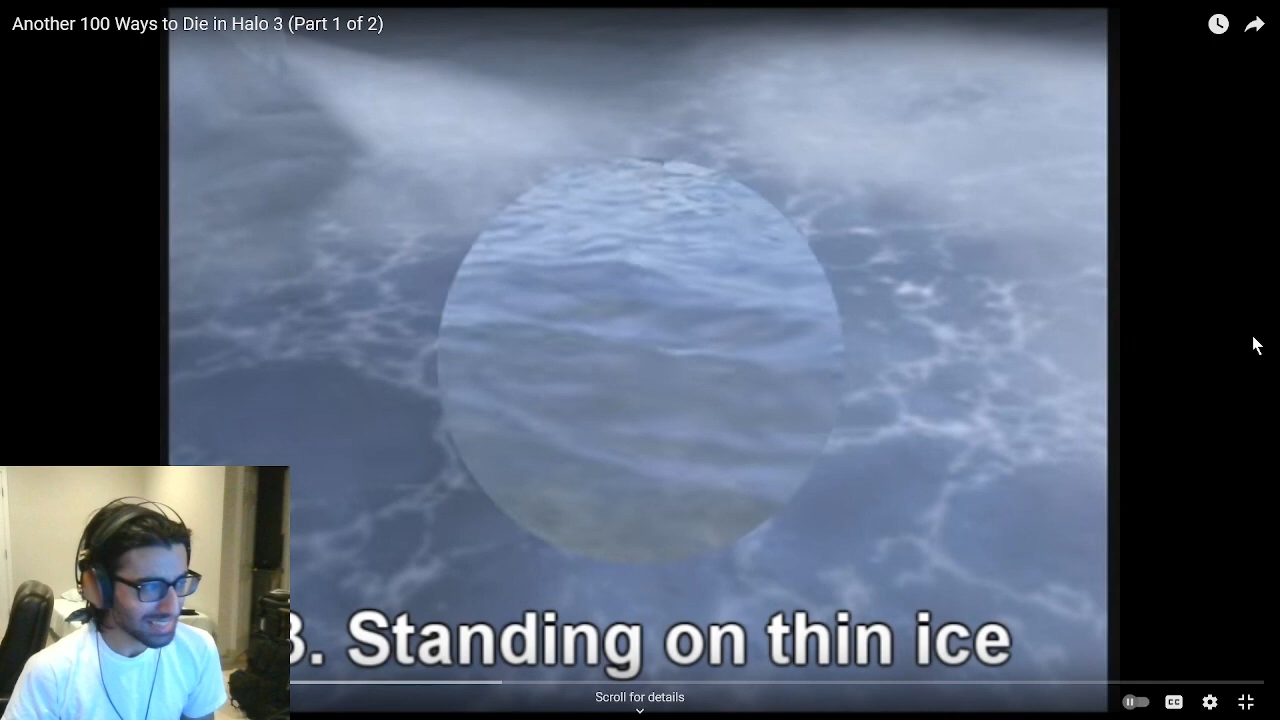 Another 100 Ways to Die in Halo 3 (Part 1 of 2)
3. Standing on thin ice
Scroll for details
CC